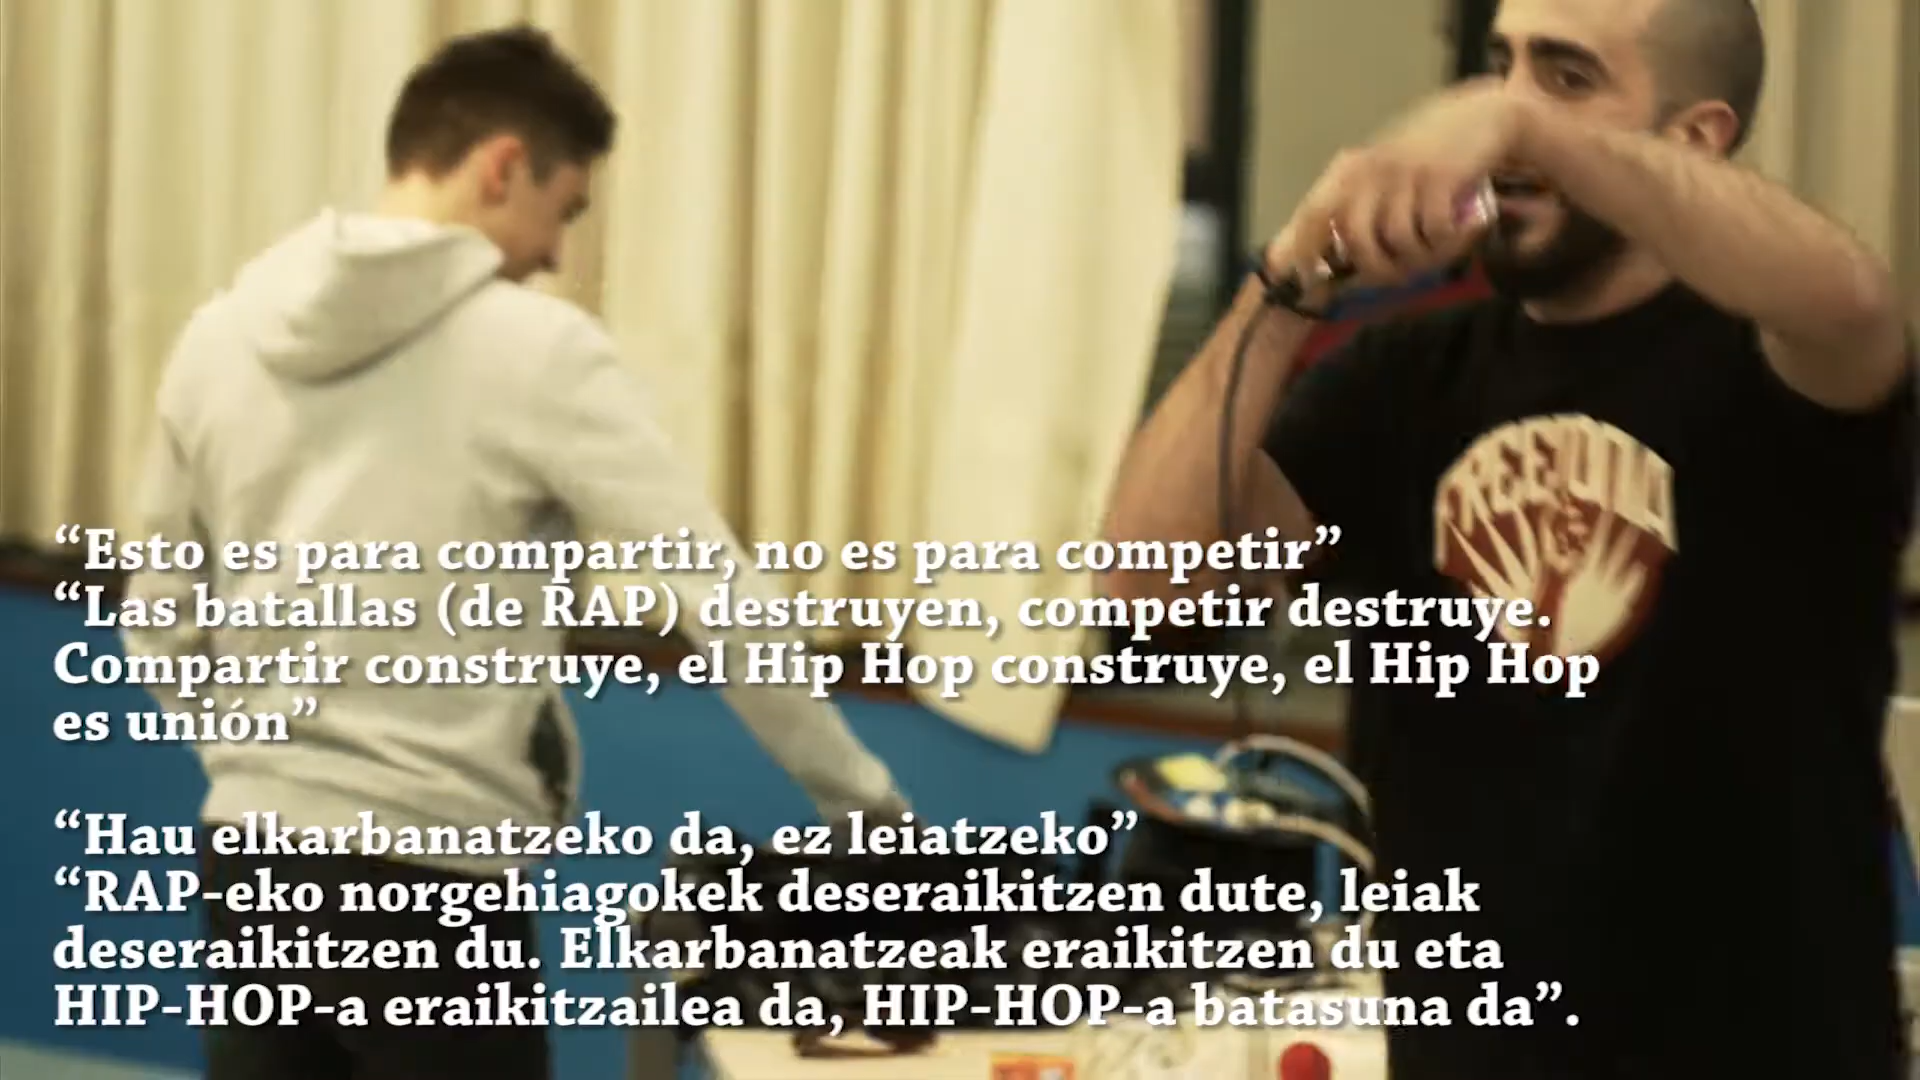 “Esto es para compartir, no es para competir”
“Las batallas (de RAP) destruyen, competir destruye.
Compartir construye, el Hip Hop construye, el Hip Hop
es unión”
“Hau elkarbanatzeko da, ez leiatzeko”
“RAP-eko norgehiagokek deseraikitzen dute, leiak
deseraikitzen du. Elkarbanatzeak eraikitzen du eta
HIP-HOP-a eraikitzailea da, HIP-HOP-a batasuna da”.